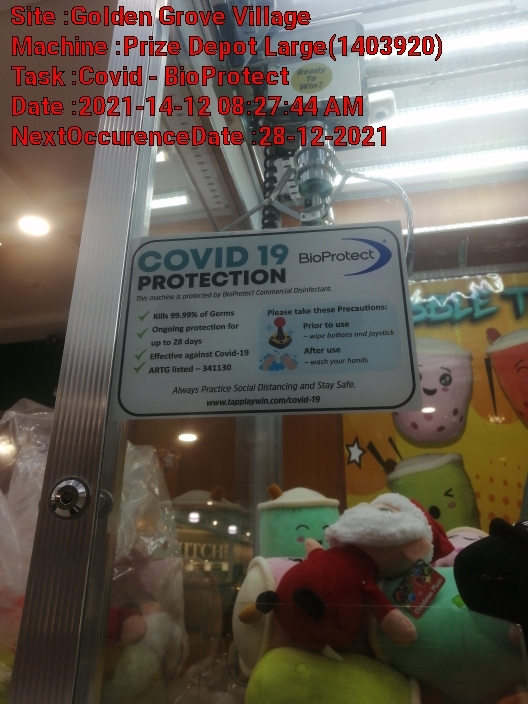 Site :Golden Grove Village
Machine :Prize Depot Large(1403920)
Task :Covid - BioProtect
Date :2021-14-12 08:27:44 AM
NextOccurenceDate :28-12-2021
Ready
To
Win?
COVID 19
PROTECTION
BioProtect
This machine is protected by BioProtect Commercial Disinfectant.
Kills 99.99% of Germs
Ongoing protection for
up to 28 days
Effective against Covid-19
ARTG listed – 341130
Please take these Precautions:
Prior to use
– wipe buttons and joystick
After use
– wash your hands
Always Practice Social Distancing and Stay Safe.
www.tapplaywin.com/covid-19